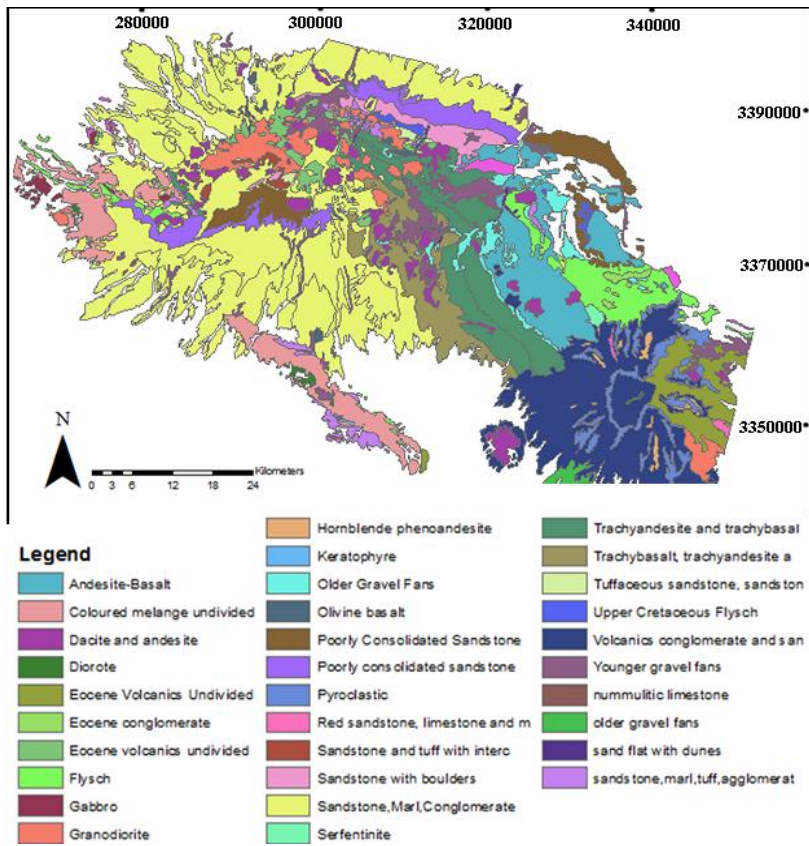 280000 300000 320000 340000
3390000
3370000
3350000
N
Kilometers
0 3 6 12 18 24
Legend
Andesite-Basalt
Coloured melange undivided
Dacite and andesite
Diorote
Eocene Volcanics Undivided
Eocene conglomerate
Eocene volcanics undivided
Flysch
Gabbro
Granodiorite
Hornblende phenoandesite
Keratophyre
Older Gravel Fans
Olivine basalt
Poorly Consolidated Sandstone
Poorly consolidated sandstone
Pyroclastic
Red sandstone, limestone and m
Sandstone and tuff with interc
Sandstone with boulders
Sandstone,Marl,Conglomerate
Serfentinite
Trachyandesite and trachybasal
Trachybasalt, trachyandesite a
Tuffaceous sandstone, sandston
Upper Cretaceous Flysch
Volcanics conglomerate and san
Younger gravel fans
nummulitic limestone
older gravel fans
sand flat with dunes
sandstone,marl,tuff,agglomerat